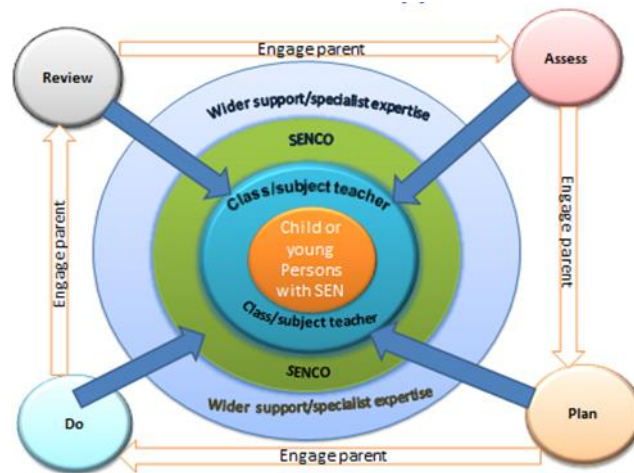 Engage parent
Review
Assess
Wider support/specialist expertise
SENCO
Class/subject teacher
Child or
young
Persons
with SEN
Engage parent
Engage parent
Class/subject teacher
SENCO
Wider support/specialist expertise
Do
Plan
Engage parent